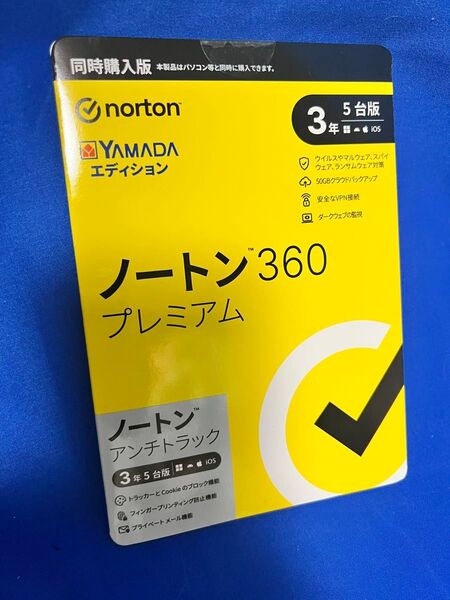 同時購入版 本製品はパソコン等と同時に購入できます。
norton
YAMADA
エディション
3年
5台版
iOS
ウイルスやマルウェア、スパイ
ウェア、ランサムウェア対策
50GBクラウドバックアップ
安全なVPN接続
ダークウェブの監視
ノートン™ 360
プレミアム
ノートン™
アンチトラック
3年5台版 iOS
トラッカーとCookieのブロック機能
フィンガープリンティング防止機能
プライベートメール機能